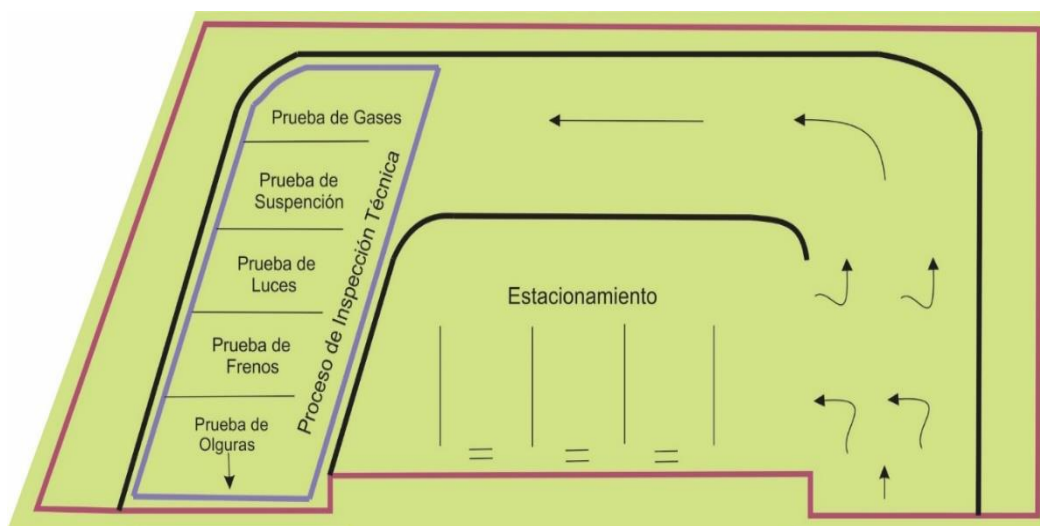 Prueba de Gases
Prueba de
Suspención
Prueba de
Luces
Prueba de
Frenos
Prueba de
Olguras
Proceso de Inspección Técnica
Estacionamiento